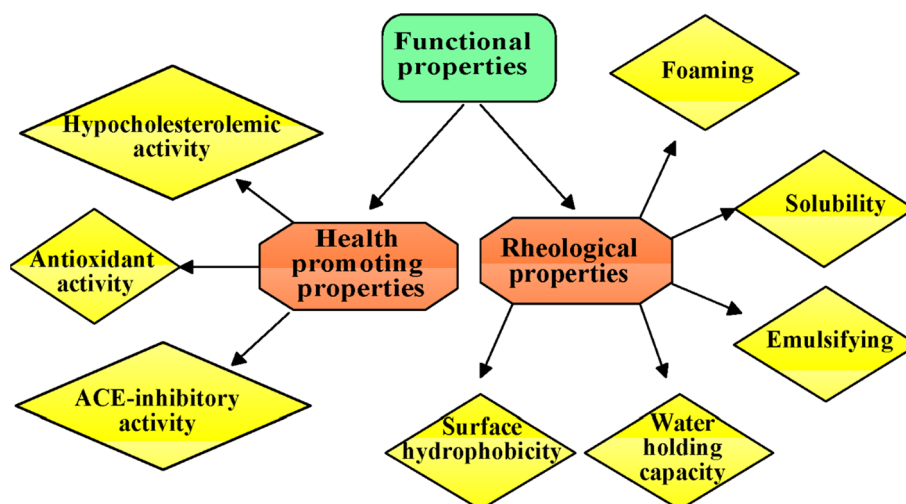 Functional
properties
Foaming
Hypocholesterolemic
activity
Solubility
Health
promoting
properties
Rheological
properties
Antioxidant
activity
Emulsifying
ACE-inhibitory
activity
Surface
hydrophobicity
Water
holding
capacity